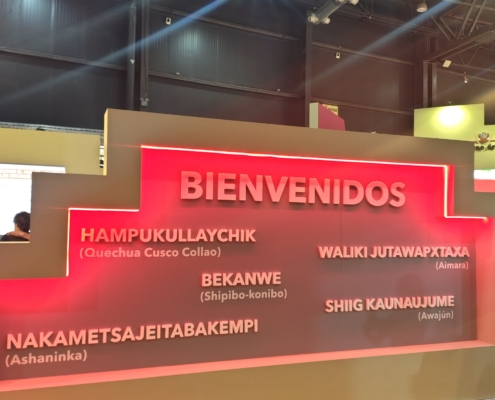 BIENVENIDOS
HAMPUKULLAYCHIK
(Quechua Cusco Collao)
WALIKI JUTAWAPXTAXA
(Aimara)
BEKANWE
(Shipibo-konibo)
SHIIG KAUNAUJUME
(Awajún)
NAKAMETSAJEITABAKEMPI
(Ashaninka)